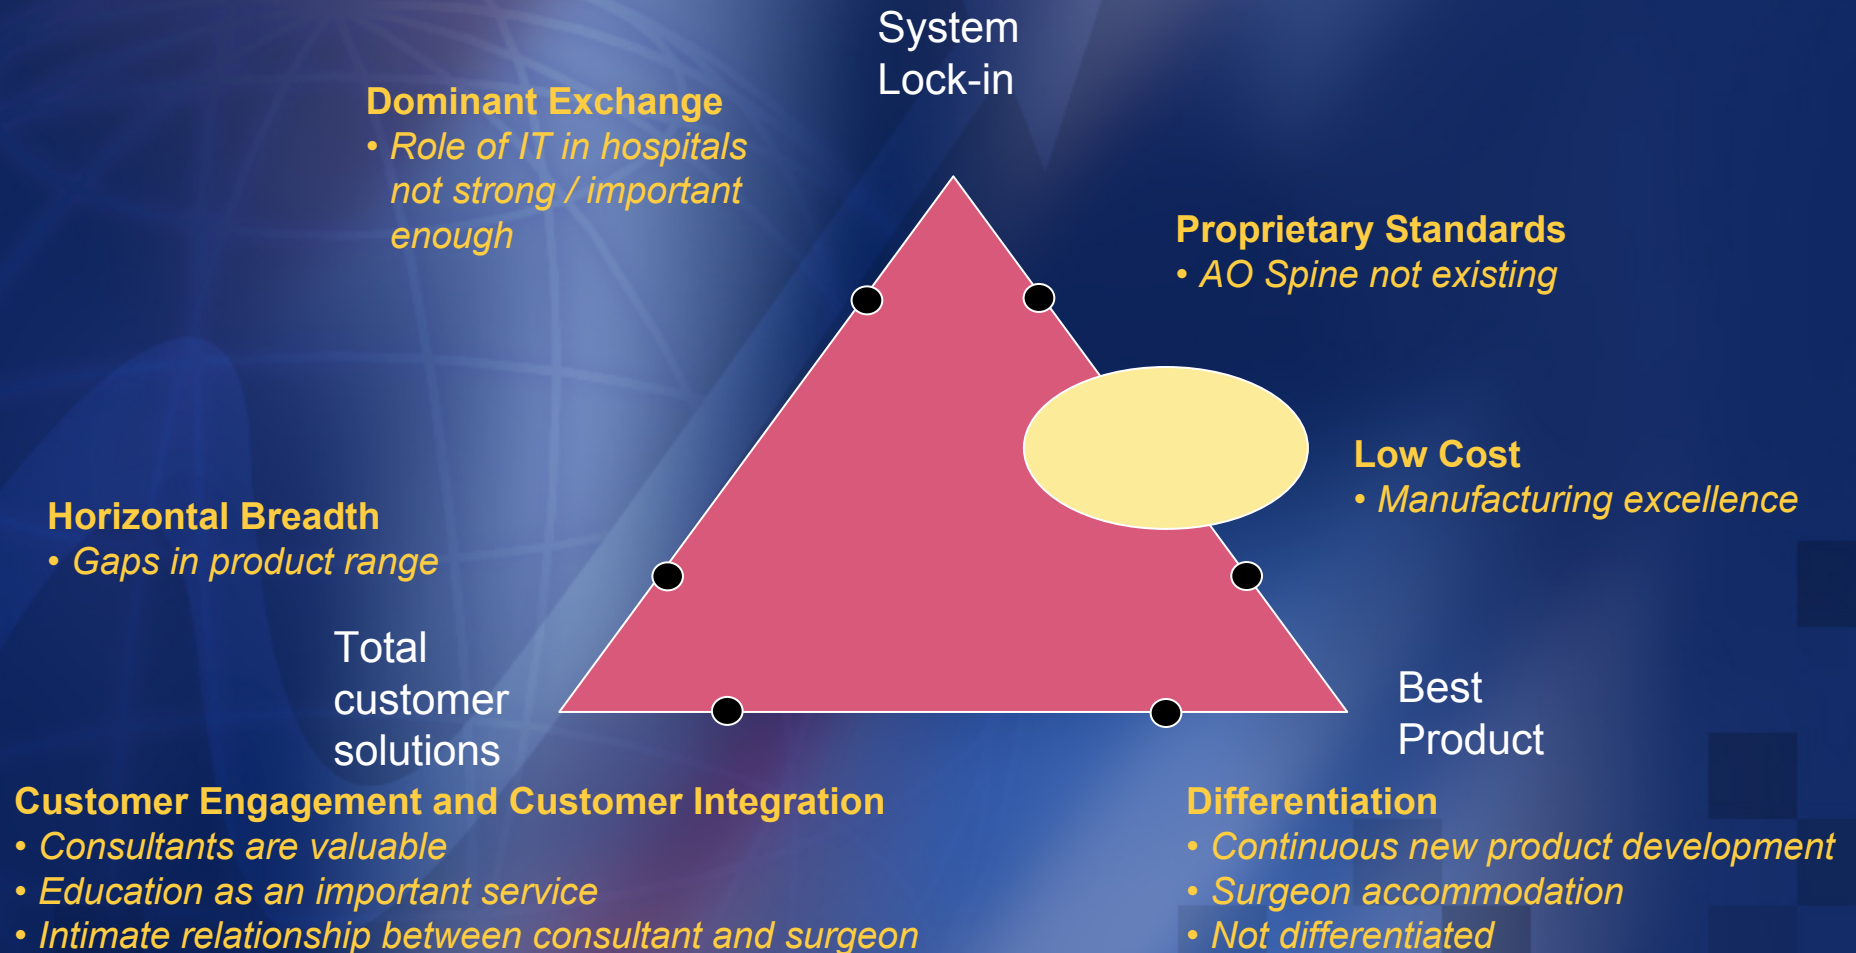 System
Lock-in
Dominant Exchange
• Role of IT in hospitals
not strong / important
enough
Proprietary Standards
• AO Spine not existing
Low Cost
• Manufacturing excellence
Horizontal Breadth
• Gaps in product range
Total
customer
solutions
Best
Product
Customer Engagement and Customer Integration
• Consultants are valuable
• Education as an important service
• Intimate relationship between consultant and surgeon
Differentiation
• Continuous new product development
• Surgeon accommodation
• Not differentiated